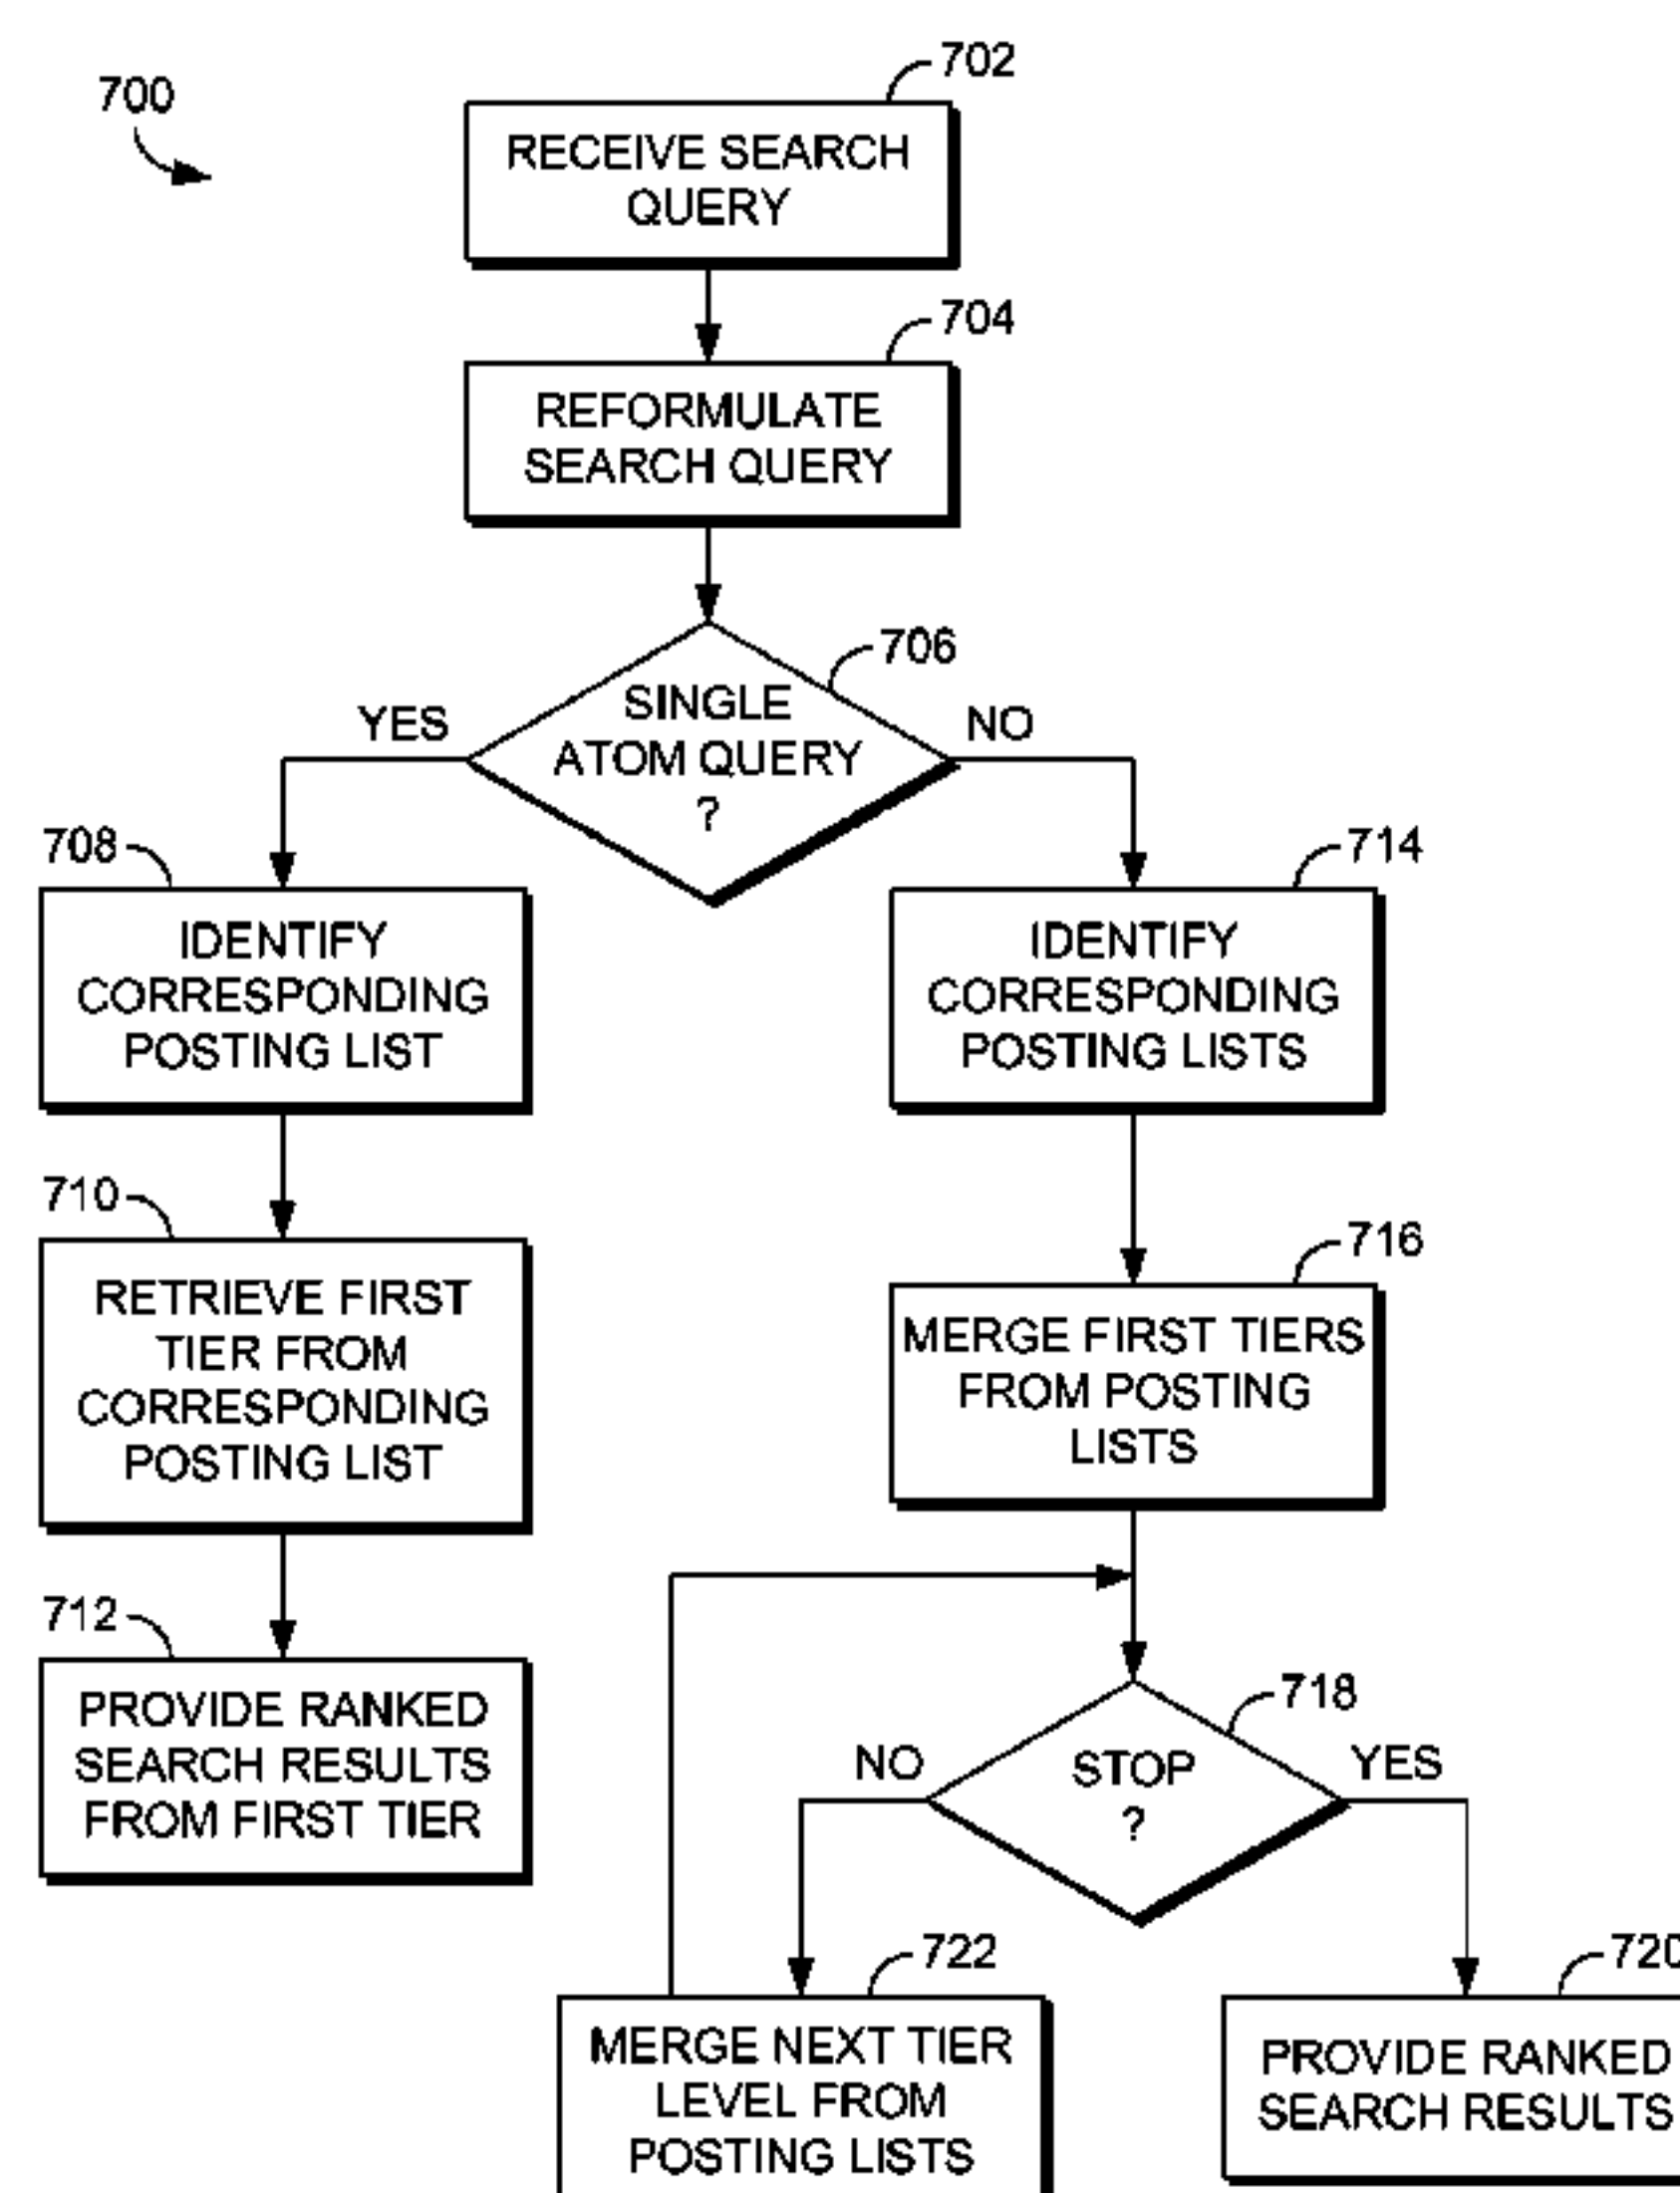 700
702
RECEIVE SEARCH
QUERY
704
REFORMULATE
SEARCH QUERY
706
SINGLE
ATOM QUERY
?
YES
NO
708
IDENTIFY
CORRESPONDING
POSTING LIST
714
IDENTIFY
CORRESPONDING
POSTING LISTS
710
RETRIEVE FIRST
TIER FROM
CORRESPONDING
POSTING LIST
716
MERGE FIRST TIERS
FROM POSTING
LISTS
712
PROVIDE RANKED
SEARCH RESULTS
FROM FIRST TIER
718
STOP
?
NO
YES
722
MERGE NEXT TIER
LEVEL FROM
POSTING LISTS
720
PROVIDE RANKED
SEARCH RESULTS